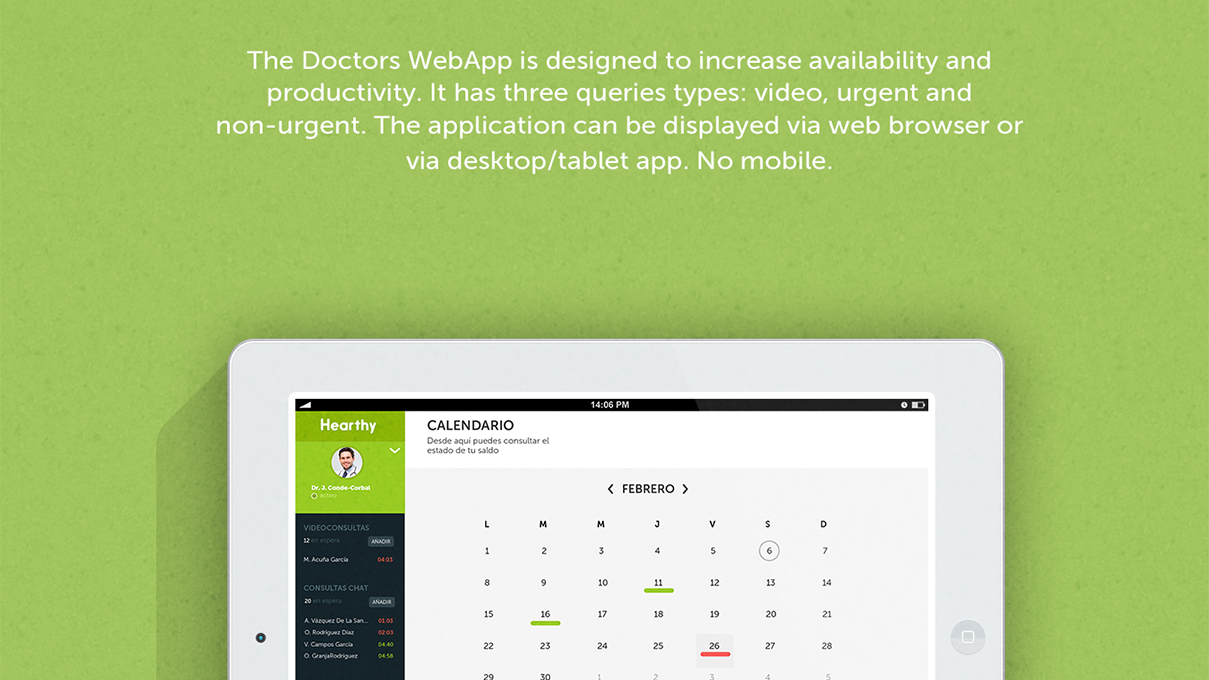 The Doctors WebApp is designed to increase availability and
productivity. It has three queries types: video, urgent and
non-urgent. The application can be displayed via web browser or
via desktop/tablet app. No mobile.
14:06 PM
Hearthy
Dr. J. Conde-Corbal
activo
VIDEOCONSULTAS
12 en espera AÑADIR
M. Acuña García 04:03
CONSULTAS CHAT
20 en espera AÑADIR
A. Vázquez De La San... 01:03
O. Rodríguez Díaz 02:03
V. Campos García 04:40
O. GranjaRodríguez 04:58
CALENDARIO
Desde aquí puedes consultar el
estado de tu saldo
< FEBRERO >
L M M J V S D
1 2 3 4 5 6 7
8 9 10 11 12 13 14
15 16 17 18 19 20 21
22 23 24 25 26 27 28
29 30 1 2 3 4 5